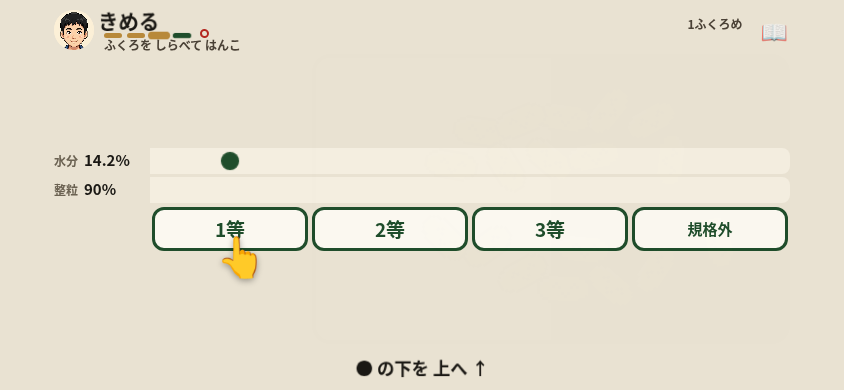 きめる
ふくろを しらべて はんこ
1ふくろめ
水分 14.2%
整粒 90%
1等 2等 3等 規格外
● の下を 上へ ↑